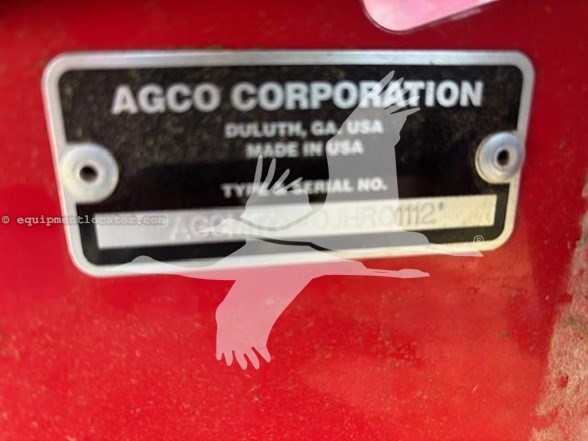 AGCO CORPORATION
DULUTH, GA, USA
MADE IN USA
TYPE & SERIAL NO.
© equipmentlocator.com
®